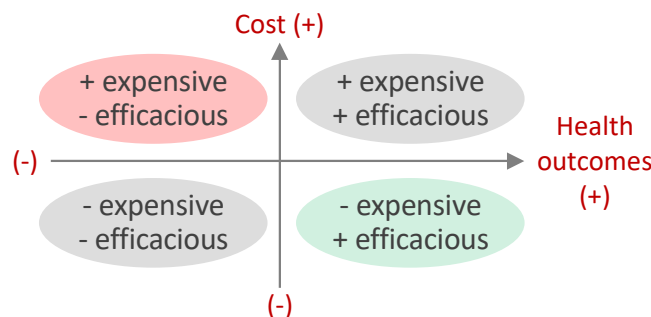 Cost (+)
+ expensive
- efficacious
+ expensive
+ efficacious
Health
outcomes
(+)
(-)
- expensive
- efficacious
- expensive
+ efficacious
(-)